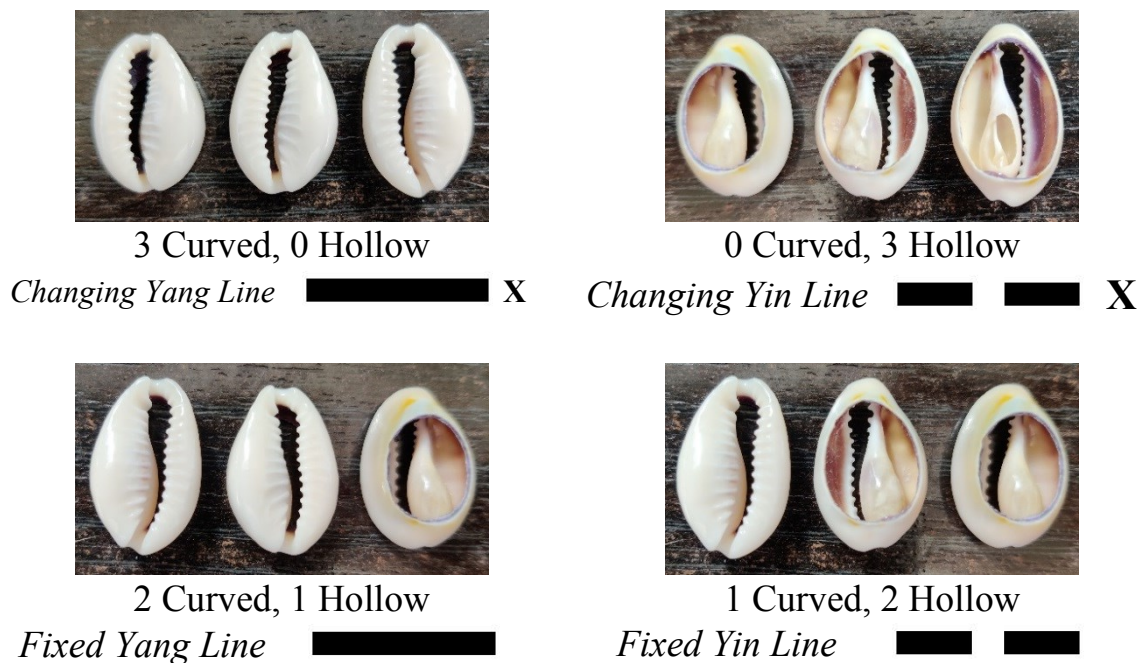 3 Curved, 0 Hollow
Changing Yang Line X
0 Curved, 3 Hollow
Changing Yin Line X
2 Curved, 1 Hollow
Fixed Yang Line
1 Curved, 2 Hollow
Fixed Yin Line